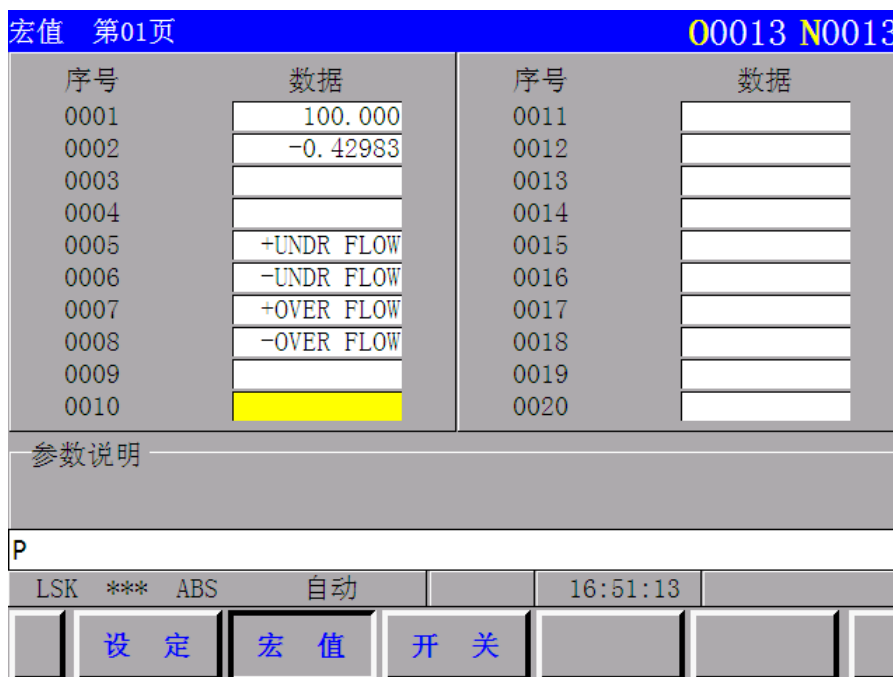 宏值 第01页 O0013 N0013
序号 数据 序号 数据
0001 100.000 0011
0002 -0.42983 0012
0003 0013
0004 0014
0005 +UNDR FLOW 0015
0006 -UNDR FLOW 0016
0007 +OVER FLOW 0017
0008 -OVER FLOW 0018
0009 0019
0010 0020
参数说明
P
LSK *** ABS 自动 16:51:13
设 定 宏 值 开 关